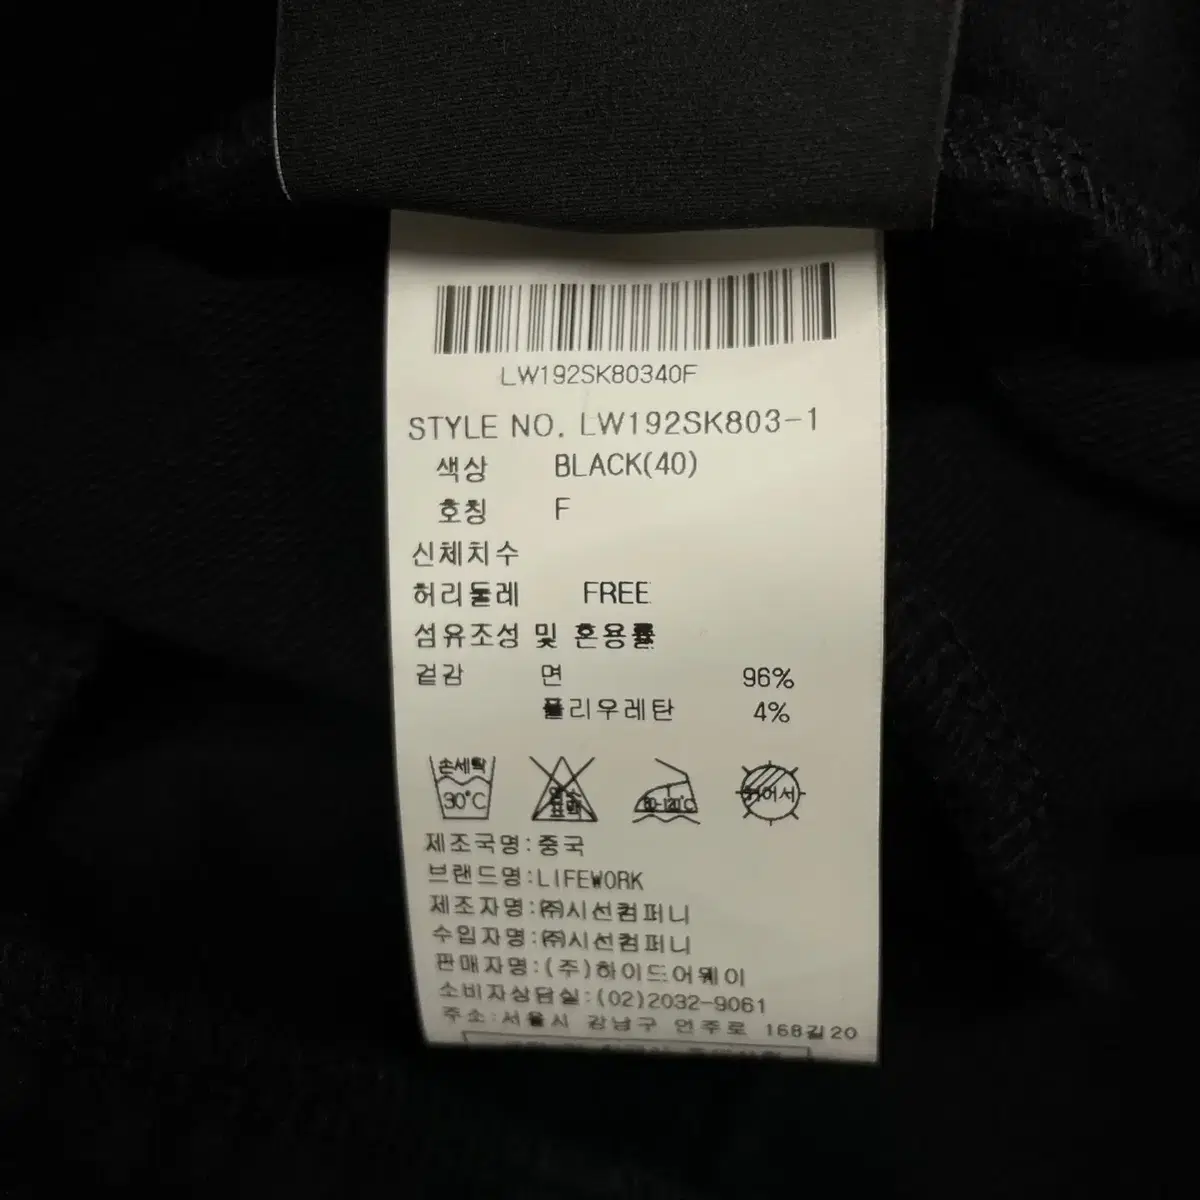 LW192SK80340F
STYLE NO. LW192SK803-1
색상 BLACK(40)
호칭 F
신체치수
허리둘레 FREE
섬유조성 및 혼용률
겉감 면 96%
폴리우레탄 4%
손세탁
30°C
제조국명:중국
브랜드명:LIFEWORK
제조자명:㈜시선컴퍼니
수입자명:㈜시선컴퍼니
판매자명:(주)하이드어웨이
소비자상담실:(02)2032-9061
주소:서울시 강남구 언주로 168길20